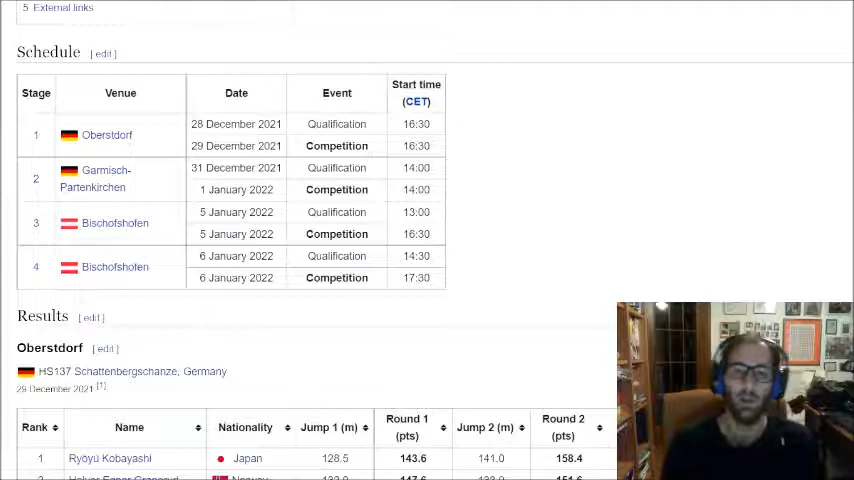 5 External links
Schedule [ edit ]
Stage Venue Date Event Start time (CET)
1 Oberstdorf 28 December 2021 Qualification 16:30
29 December 2021 Competition 16:30
2 Garmisch-Partenkirchen 31 December 2021 Qualification 14:00
1 January 2022 Competition 14:00
3 Bischofshofen 5 January 2022 Qualification 13:00
5 January 2022 Competition 16:30
4 Bischofshofen 6 January 2022 Qualification 14:30
6 January 2022 Competition 17:30
Results [ edit ]
Oberstdorf [ edit ]
HS137 Schattenbergschanze, Germany
29 December 2021 [1]
Rank Name Nationality Jump 1 (m) Round 1 (pts) Jump 2 (m) Round 2 (pts)
1 Ryōyū Kobayashi Japan 128.5 143.6 141.0 158.4